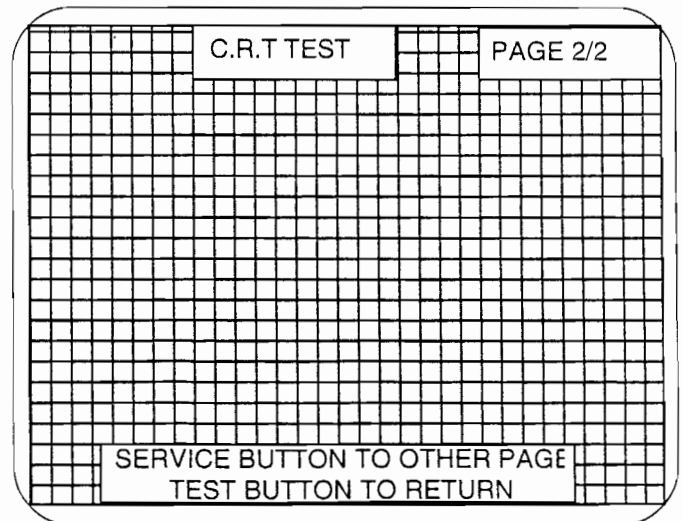 C.R.T TEST
PAGE 2/2
SERVICE BUTTON TO OTHER PAGE
TEST BUTTON TO RETURN